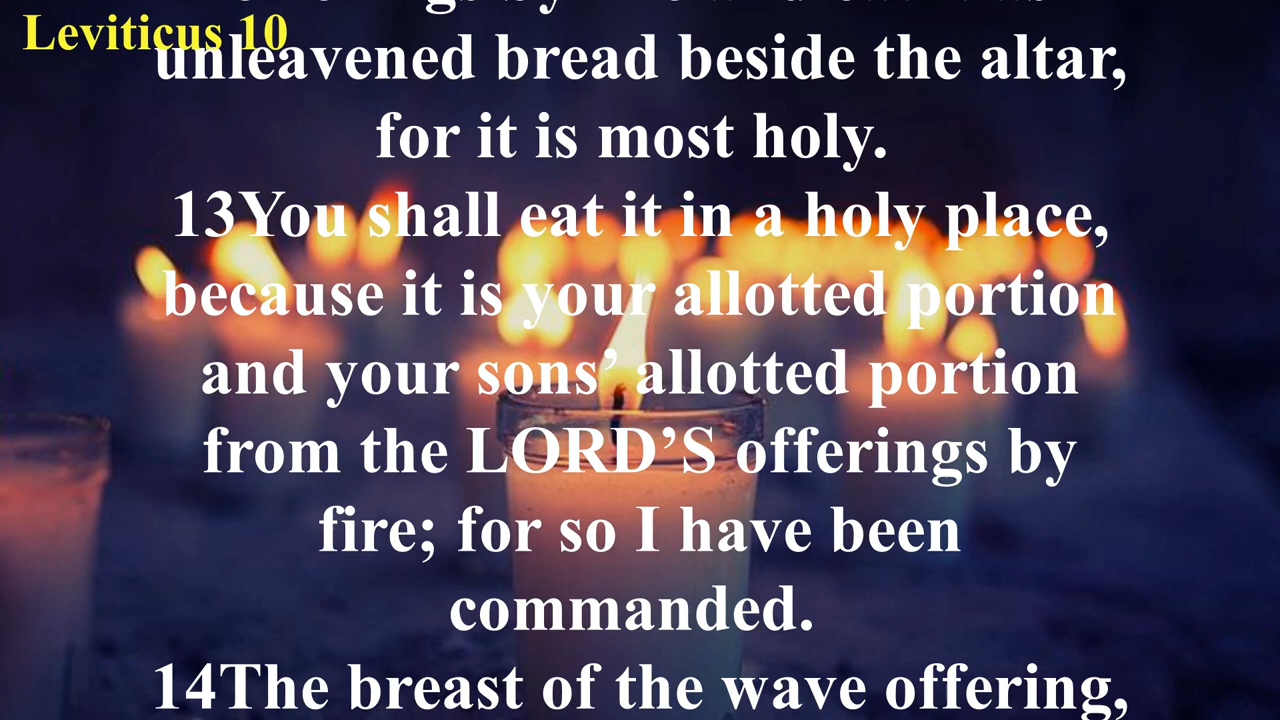 Leviticus 10
unleavened bread beside the altar,
for it is most holy.
13You shall eat it in a holy place,
because it is your allotted portion
and your sons’ allotted portion
from the LORD’S offerings by
fire; for so I have been
commanded.
14The breast of the wave offering,